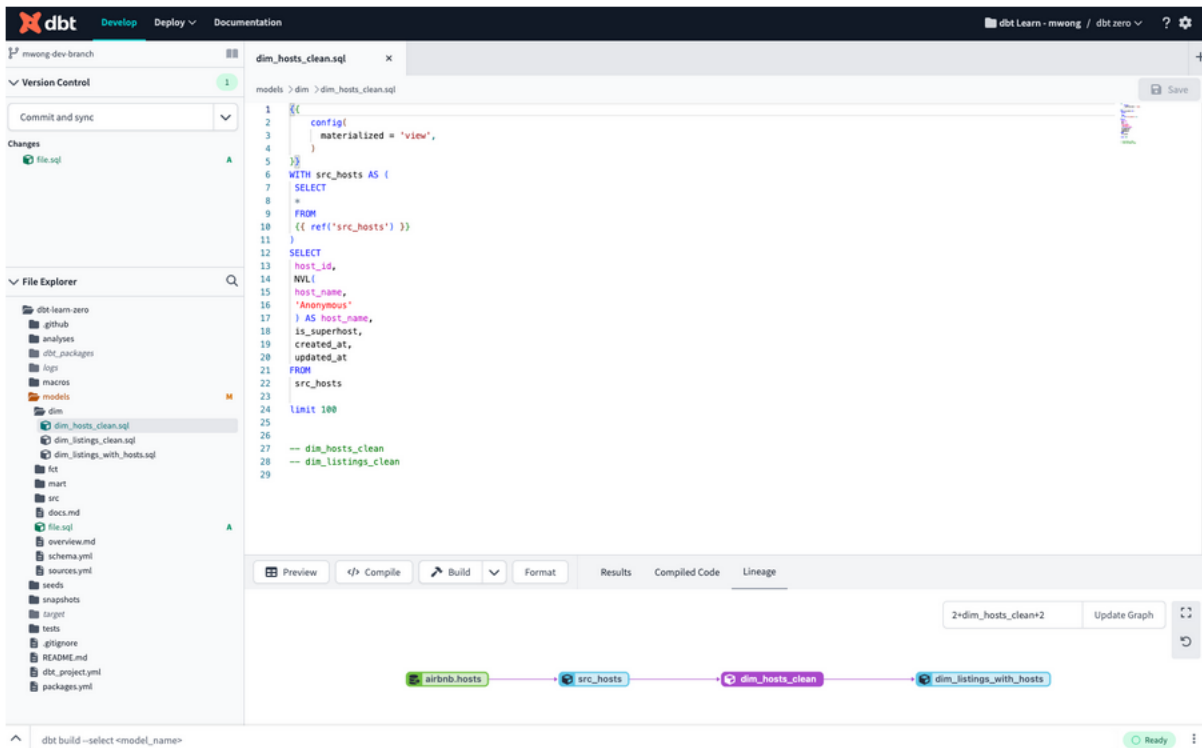 dbt Develop Deploy Documentation dbt Learn - mwong / dbt zero ?
mwong-dev-branch
Version Control 1
Commit and sync
Changes
file.sql A
File Explorer
dbt-learn-zero
.github
analyses
dbt_packages
logs
macros
models M
dim
dim_hosts_clean.sql
dim_listings_clean.sql
dim_listings_with_hosts.sql
fct
mart
src
docs.md
file.sql A
overview.md
schema.yml
sources.yml
seeds
snapshots
target
tests
.gitignore
README.md
dbt_project.yml
packages.yml
dim_hosts_clean.sql × +
models > dim > dim_hosts_clean.sql Save
1 {{
2 config(
3 materialized = 'view',
4 )
5 }}
6 WITH src_hosts AS (
7 SELECT
8 *
9 FROM
10 {{ ref('src_hosts') }}
11 )
12 SELECT
13 host_id,
14 NVL(
15 host_name,
16 'Anonymous'
17 ) AS host_name,
18 is_superhost,
19 created_at,
20 updated_at
21 FROM
22 src_hosts
23
24 limit 100
25
26
27 -- dim_hosts_clean
28 -- dim_listings_clean
29
Preview </> Compile Build Format Results Compiled Code Lineage
2+dim_hosts_clean+2 Update Graph
airbnb.hosts src_hosts dim_hosts_clean dim_listings_with_hosts
dbt build --select <model_name> Ready